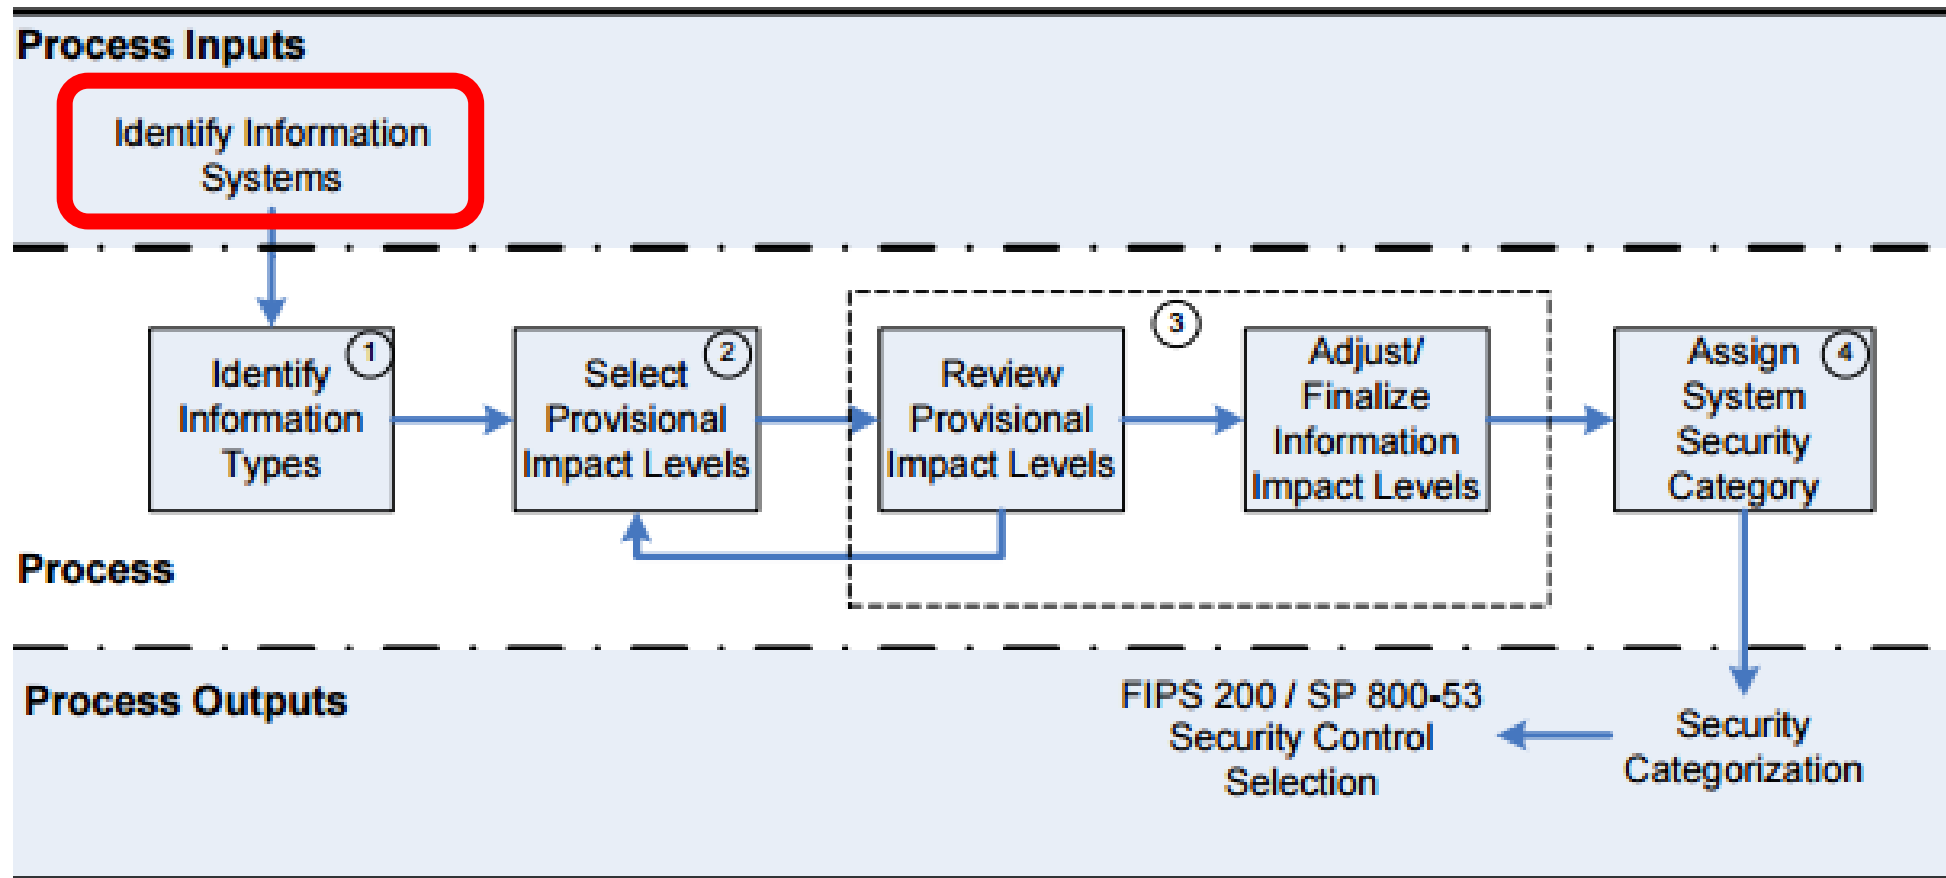 Process Inputs
Identify Information
Systems
1
Identify
Information
Types
2
Select
Provisional
Impact Levels
3
Review
Provisional
Impact Levels
Adjust/
Finalize
Information
Impact Levels
4
Assign
System
Security
Category
Process
Process Outputs
FIPS 200 / SP 800-53
Security Control
Selection
Security
Categorization